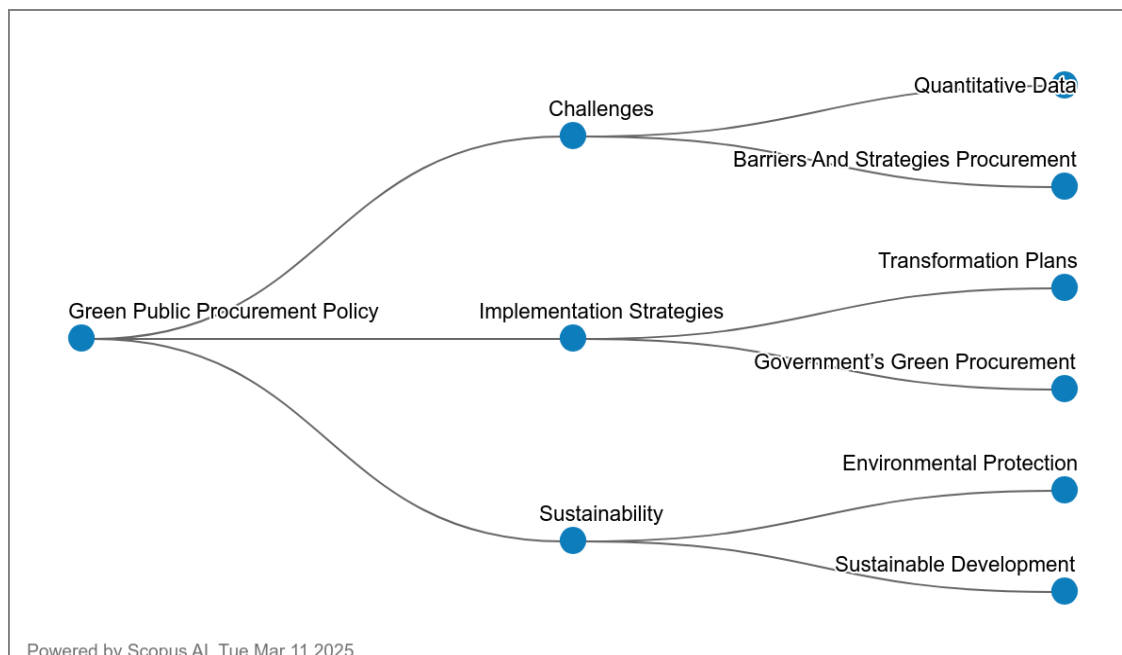 Quantitative Data
Challenges
Barriers And Strategies Procurement
Transformation Plans
Green Public Procurement Policy
Implementation Strategies
Government’s Green Procurement
Environmental Protection
Sustainability
Sustainable Development
Powered by Scopus AI, Tue Mar 11 2025